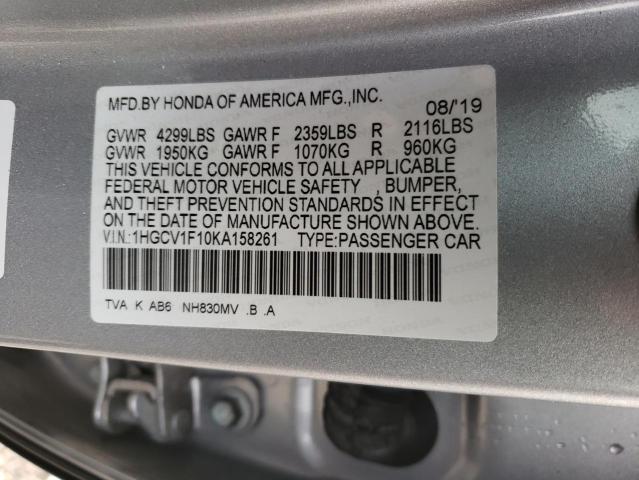 MFD.BY HONDA OF AMERICA MFG.,INC. 08/'19
GVWR 4299LBS GAWR F 2359LBS R 2116LBS
GVWR 1950KG GAWR F 1070KG R 960KG
THIS VEHICLE CONFORMS TO ALL APPLICABLE
FEDERAL MOTOR VEHICLE SAFETY , BUMPER,
AND THEFT PREVENTION STANDARDS IN EFFECT
ON THE DATE OF MANUFACTURE SHOWN ABOVE.
V.I.N.:1HGCV1F10KA158261 TYPE:PASSENGER CAR
TVA K AB6 NH830MV .B .A